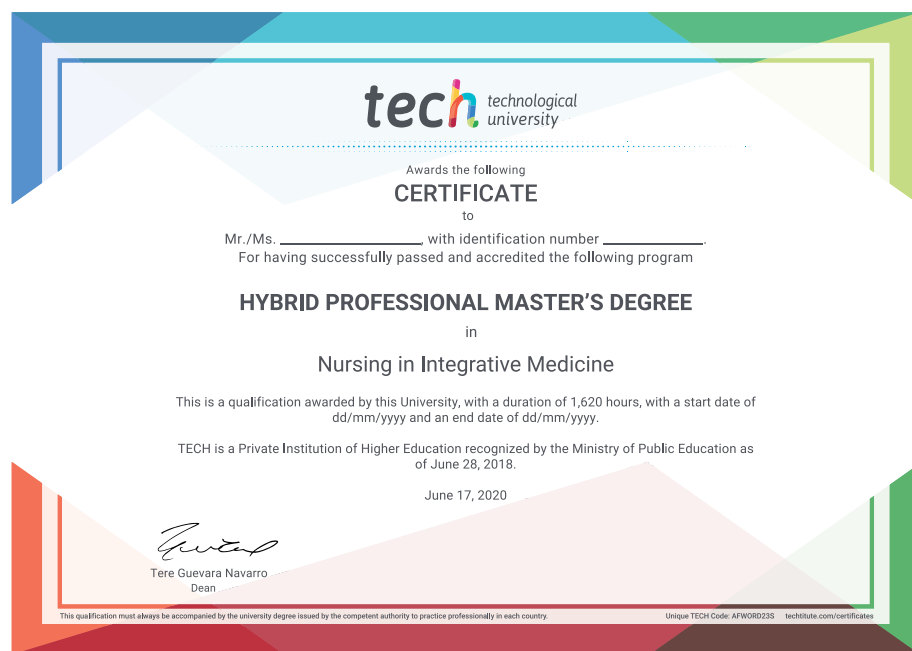 tech technological
university
Awards the following
CERTIFICATE
to
Mr./Ms. ____________________, with identification number ______________.
For having successfully passed and accredited the following program
HYBRID PROFESSIONAL MASTER'S DEGREE
in
Nursing in Integrative Medicine
This is a qualification awarded by this University, with a duration of 1,620 hours, with a start date of
dd/mm/yyyy and an end date of dd/mm/yyyy.
TECH is a Private Institution of Higher Education recognized by the Ministry of Public Education as
of June 28, 2018.
June 17, 2020
Tere Guevara Navarro
Dean
This qualification must always be accompanied by the university degree issued by the competent authority to practice professionally in each country.
Unique TECH Code: AFWORD23S techtitute.com/certificates